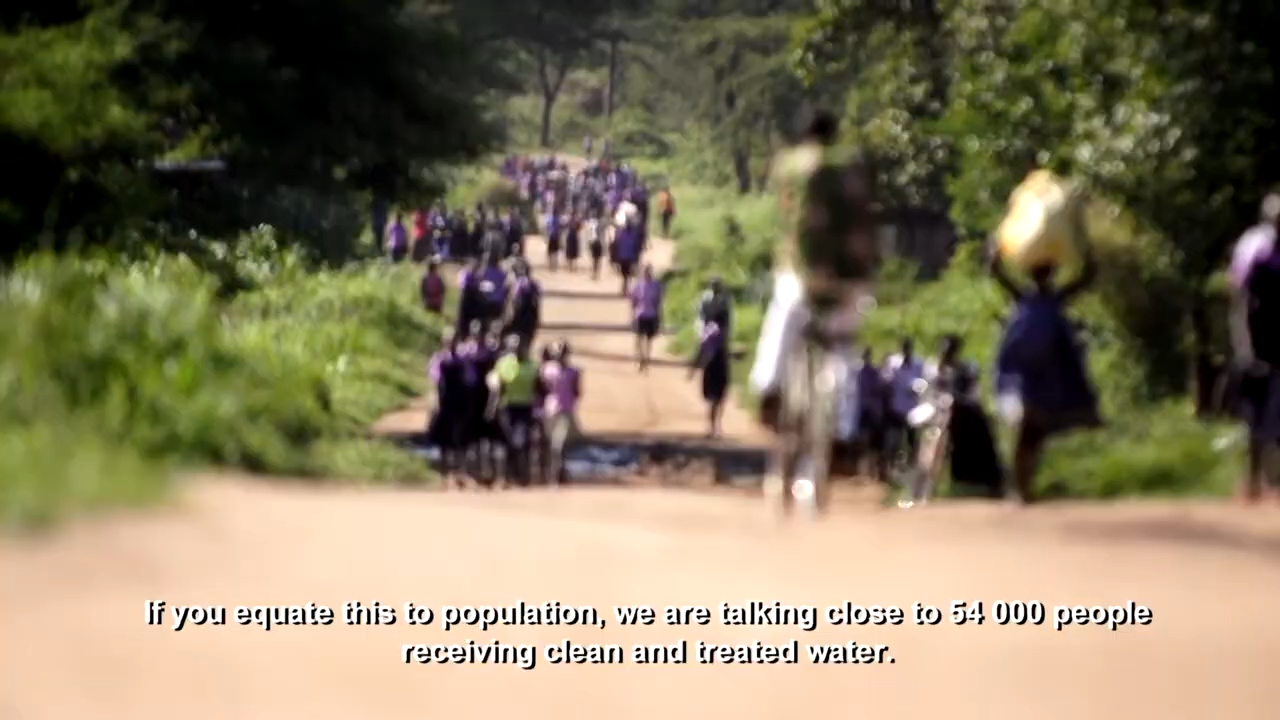 If you equate this to population, we are talking close to 54 000 people
receiving clean and treated water.